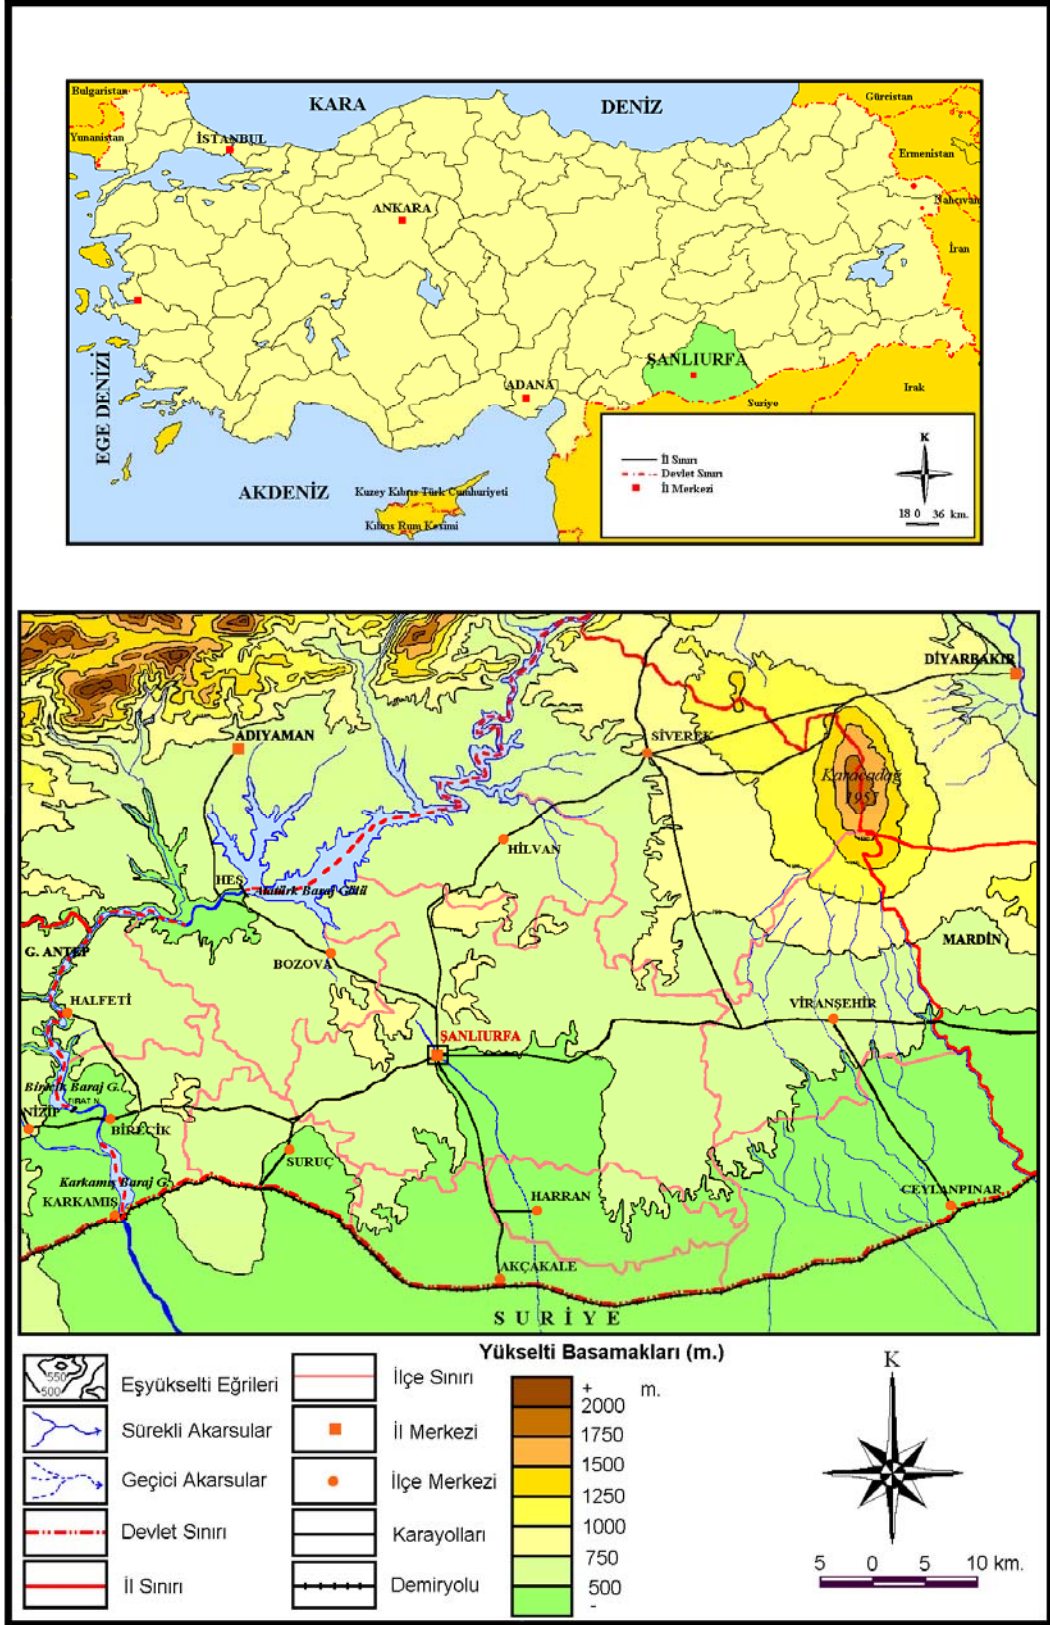 Bulgaristan
KARA
DENİZ
Gürristan
Yunanistan
İSTANBUL
Ermenistan
ANKARA
Nahçıvan
İran
EGE DENİZİ
ŞANLIURFA
ADANA
Irak
Suriye
K
İl Sınırı
Devlet Sınırı
İl Merkezi
18 0 36 km.
AKDENİZ
Kuzey Kıbrıs Türk Cumhuriyeti
Kıbrıs Rum Kesimi
DİYARBAKIR
ADIYAMAN
SİVEREK
Karacadağ
1957
HİLVAN
HES
Atatürk Baraj Gölü
G. ANTEP
BOZOVA
MARDİN
HALFETİ
VİRANŞEHİR
ŞANLIURFA
Birecik Baraj G.
FIRAT N.
NİZİP
BİRECİK
SURUÇ
Karkamış Baraj G.
KARKAMIŞ
HARRAN
CEYLANPINAR
AKÇAKALE
SURİYE
Yükselti Basamakları (m.)
550
500
Eşyükselti Eğrileri
Sürekli Akarsular
Geçici Akarsular
Devlet Sınırı
İl Sınırı
İlçe Sınırı
İl Merkezi
İlçe Merkezi
Karayolları
Demiryolu
+ m.
2000
1750
1500
1250
1000
750
500
-
K
5 0 5 10 km.